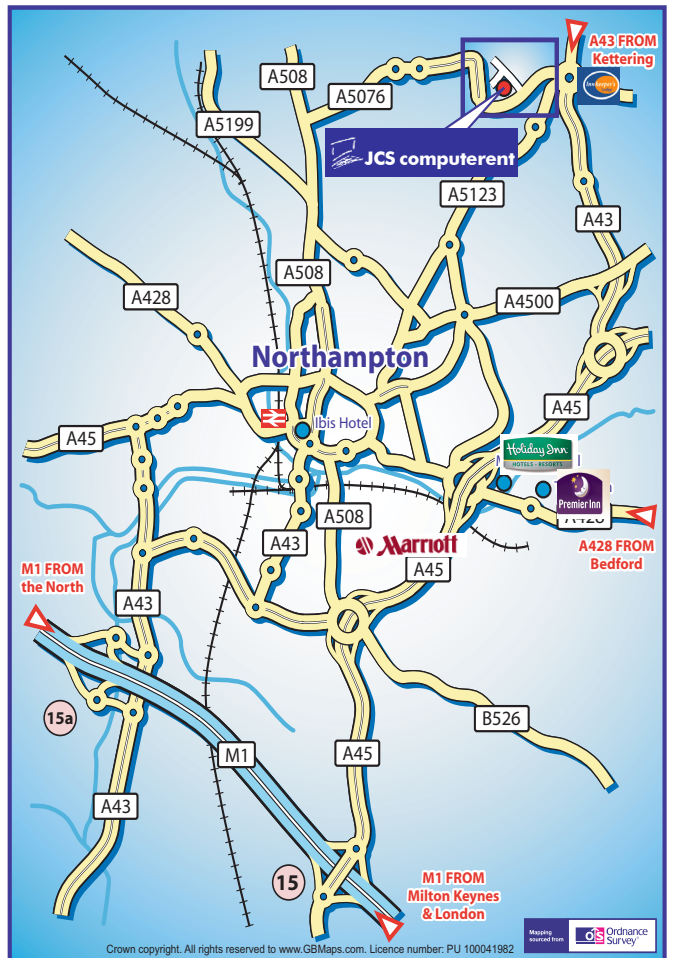 A43 FROM
Kettering
Innkeeper's
A508
A5076
A5199
JCS computerent
A5123
A43
A508
A428
A4500
Northampton
A45
Ibis Hotel
A45
Holiday Inn
HOTELS · RESORTS
Premier Inn
A428
A508
A43
Marriott
A45
A428 FROM
Bedford
M1 FROM
the North
A43
15a
B526
M1
A45
A43
15
M1 FROM
Milton Keynes
& London
Mapping
sourced from
OS
Ordnance
Survey®
Crown copyright. All rights reserved to www.GBMaps.com. Licence number: PU 100041982